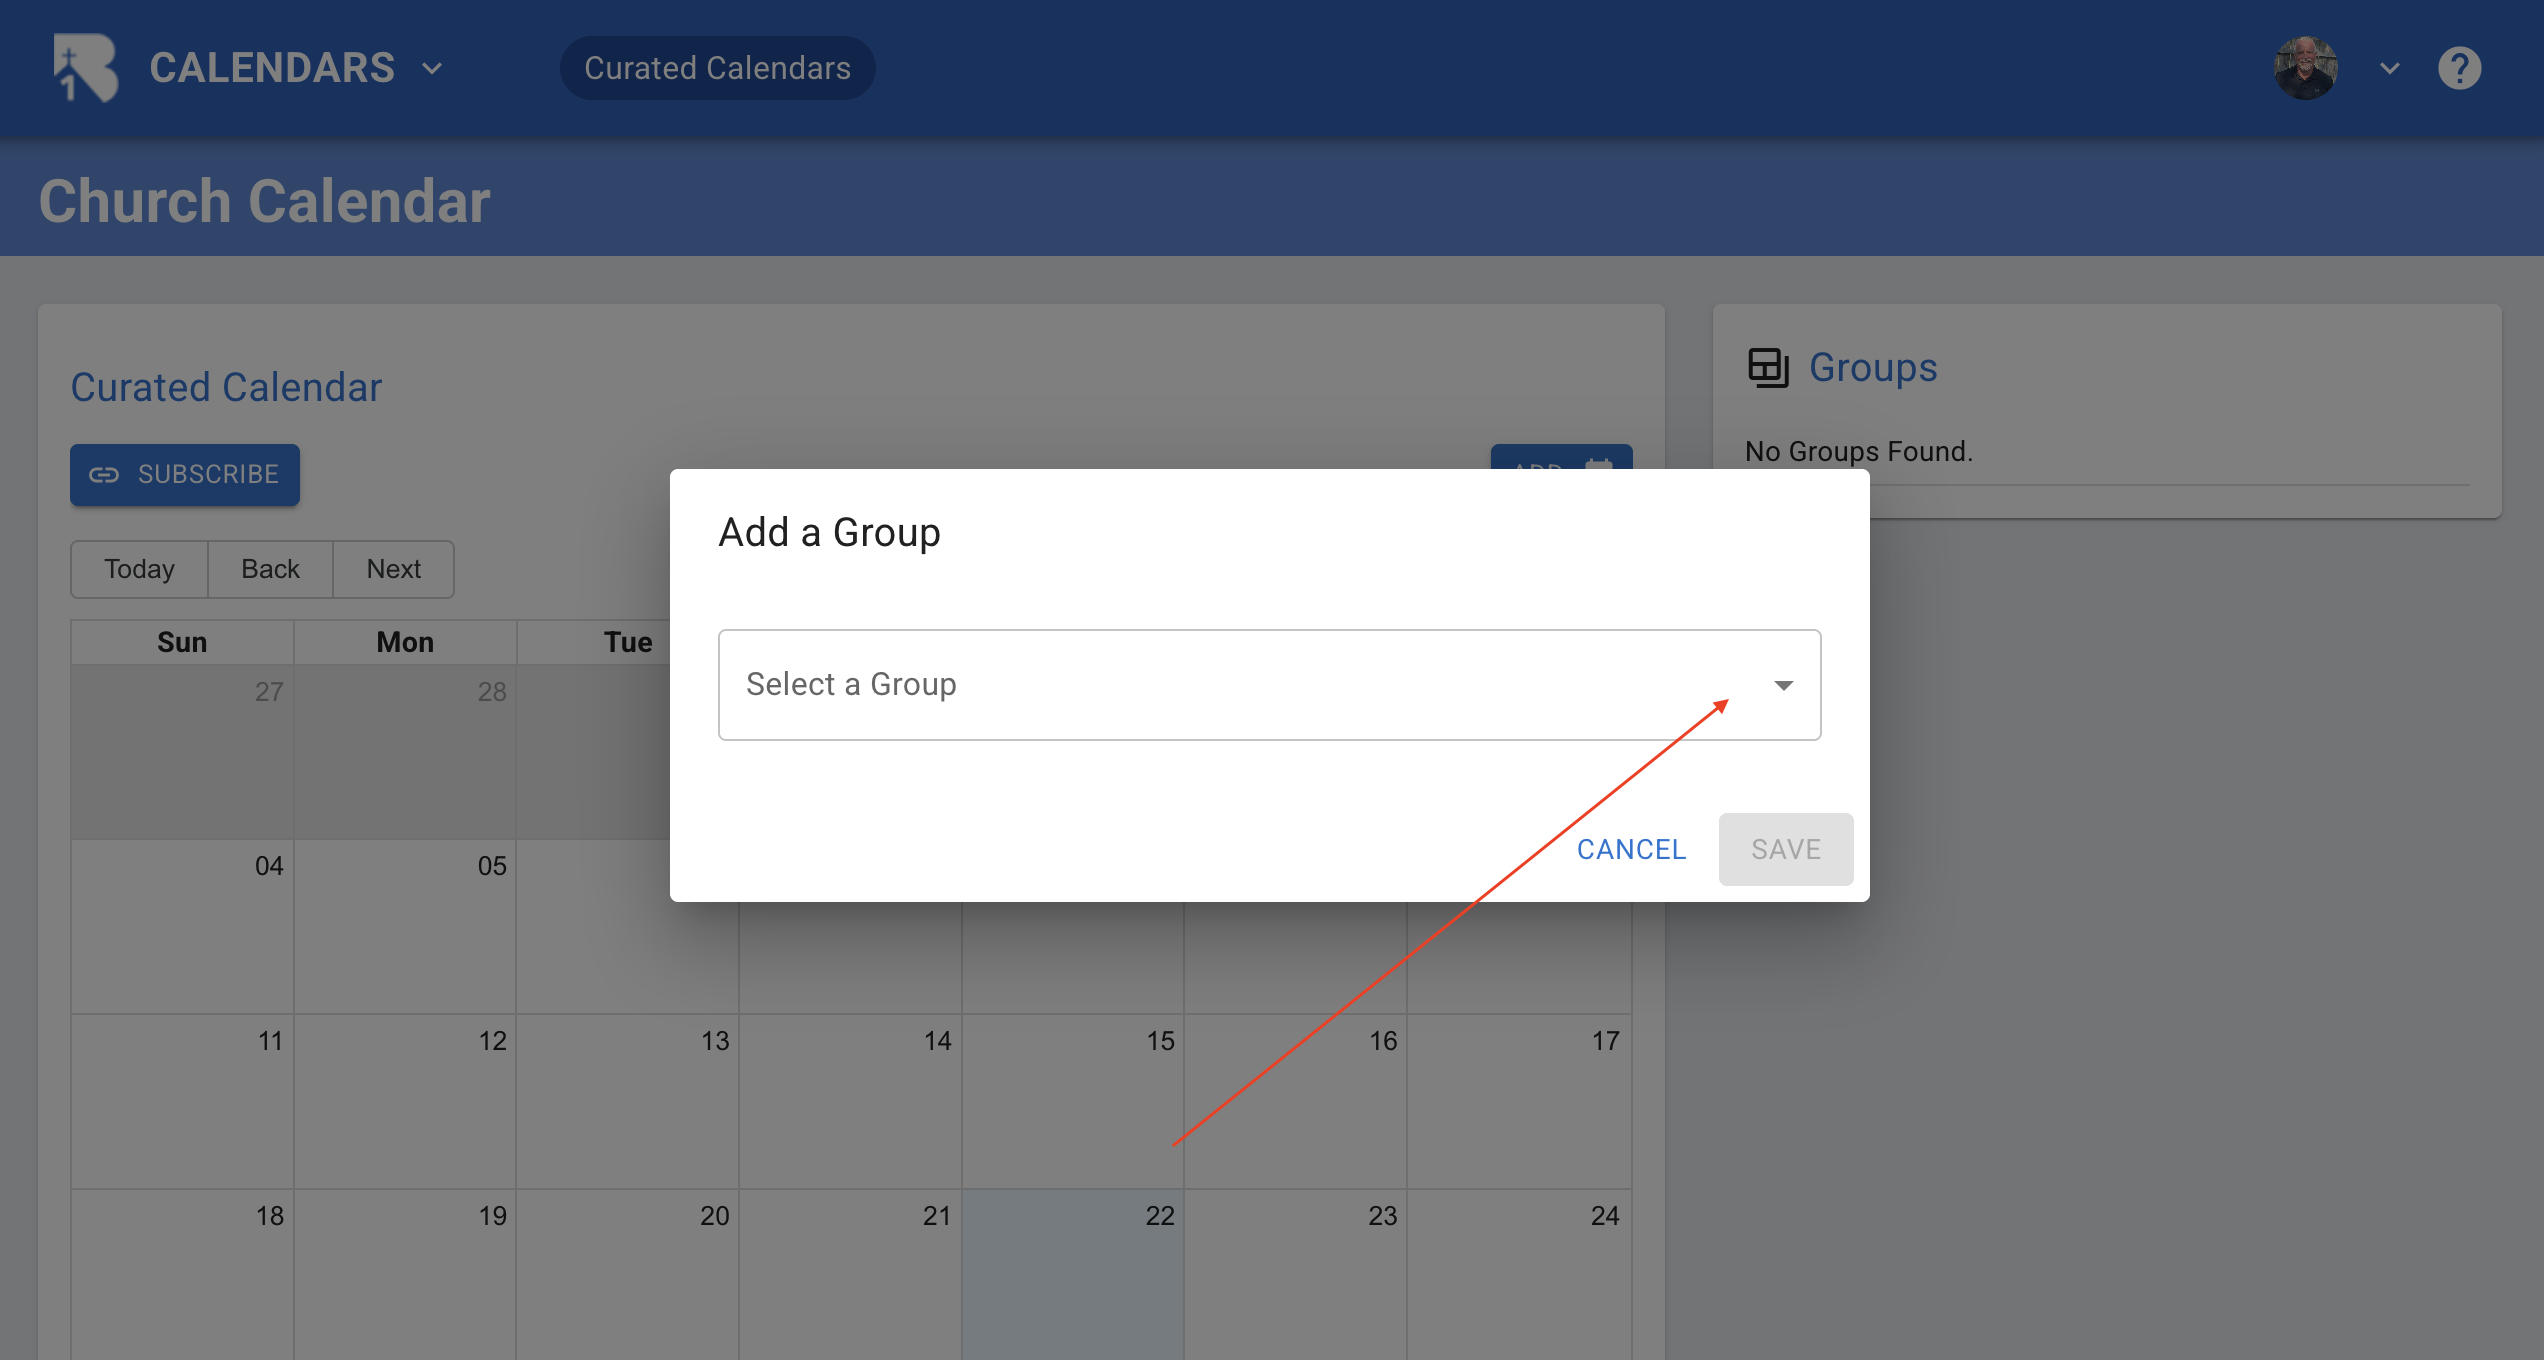 CALENDARS
Curated Calendars
Church Calendar
Curated Calendar
Groups
No Groups Found.
SUBSCRIBE
ADD
Today Back Next
Add a Group
Select a Group
CANCEL SAVE
Sun Mon Tue
27 28
04 05
11 12 13 14 15 16 17
18 19 20 21 22 23 24